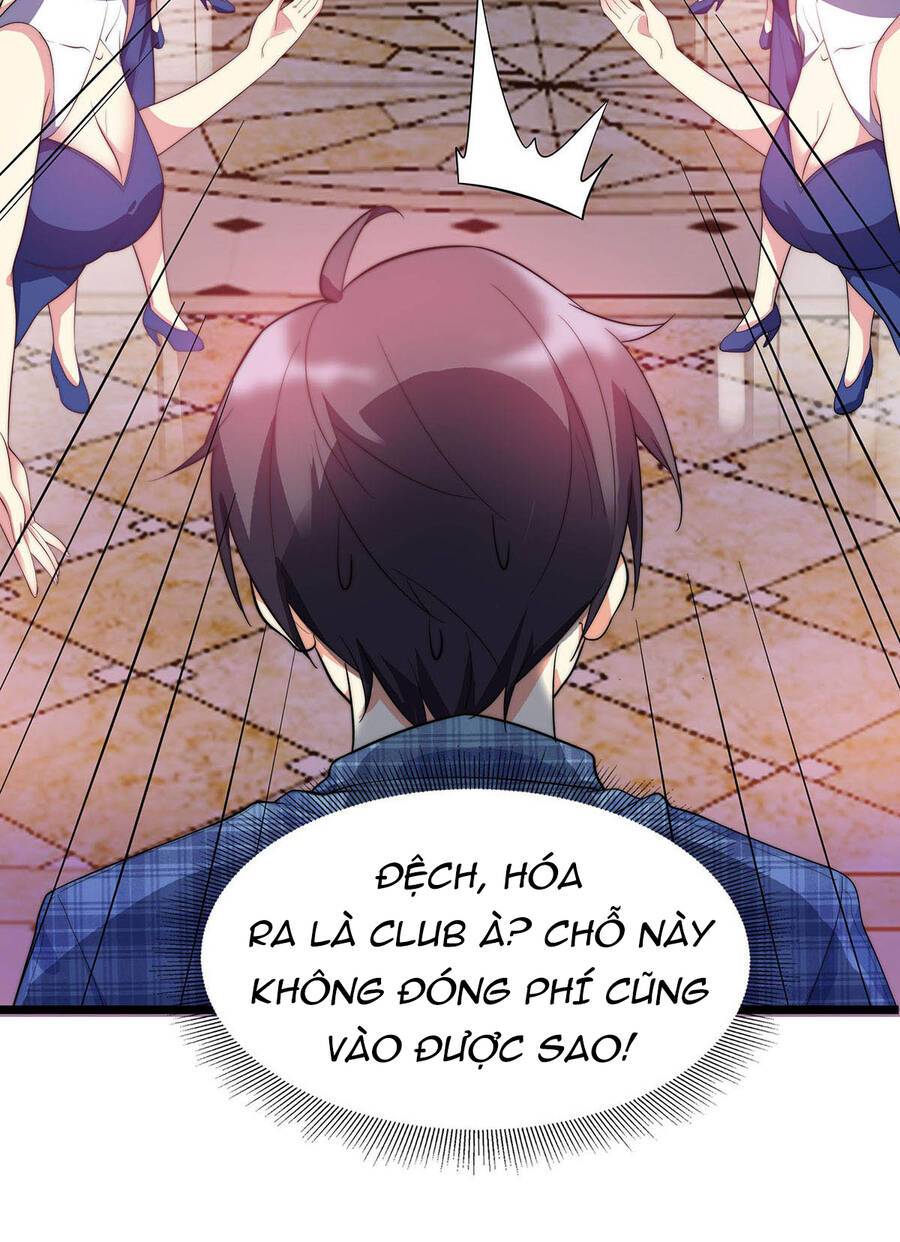 ĐỆCH, HÓA
RA LÀ CLUB À? CHỖ NÀY
KHÔNG ĐÓNG PHÍ CŨNG
VÀO ĐƯỢC SAO!